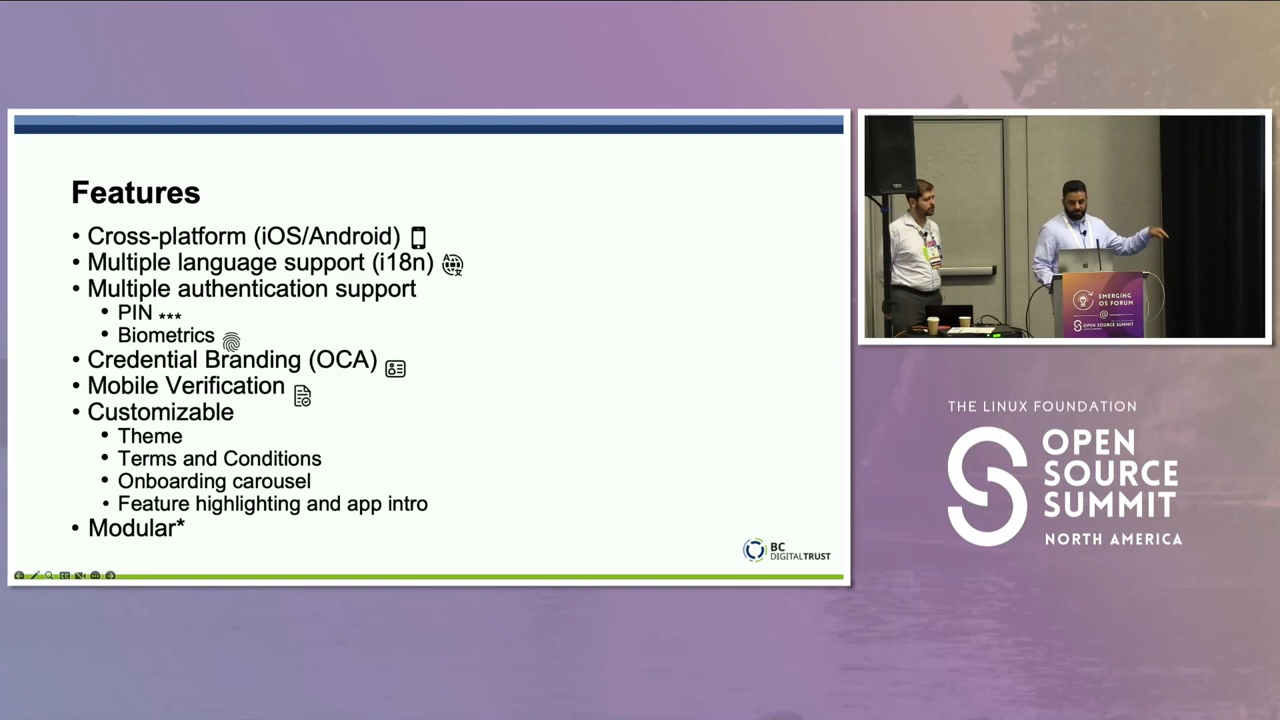 Features
• Cross-platform (iOS/Android)
• Multiple language support (i18n)
• Multiple authentication support
• PIN ***
• Biometrics
• Credential Branding (OCA)
• Mobile Verification
• Customizable
• Theme
• Terms and Conditions
• Onboarding carousel
• Feature highlighting and app intro
• Modular*
BC
DIGITALTRUST
EMERGING
OS FORUM
@
OPEN SOURCE SUMMIT
THE LINUX FOUNDATION
OPEN
SOURCE
SUMMIT
NORTH AMERICA